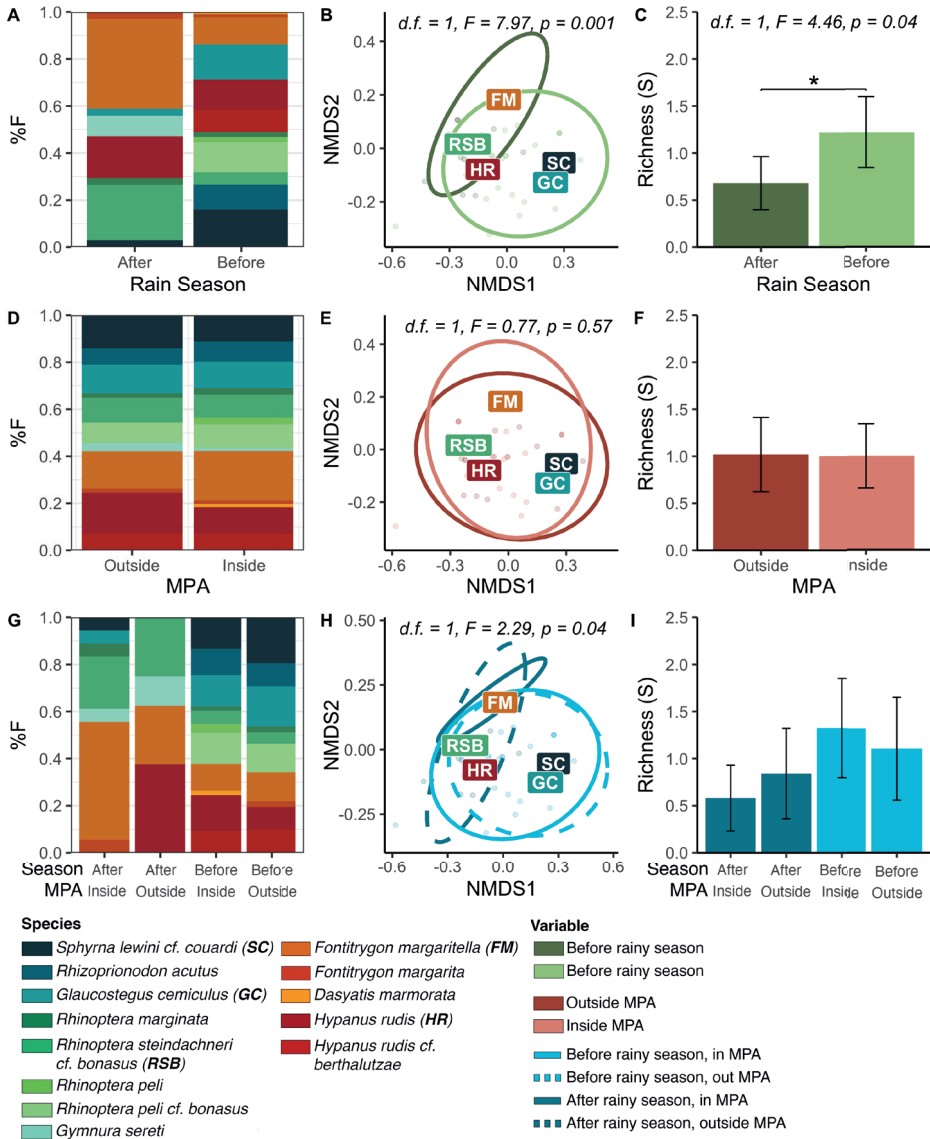 A
1.0
0.8
0.6
0.4
0.2
0.0
%F
After
Before
Rain Season
B
d.f. = 1, F = 7.97, p = 0.001
0.4
0.2
0.0
-0.2
NMDS2
FM
RSB
HR
SC
GC
-0.6
-0.3
0.0
0.3
NMDS1
C
d.f. = 1, F = 4.46, p = 0.04
2.5
2.0
1.5
1.0
0.5
0.0
Richness (S)
*
After
Before
Rain Season
D
1.0
0.8
0.6
0.4
0.2
0.0
%F
Outside
Inside
MPA
E
d.f. = 1, F = 0.77, p = 0.57
0.4
0.2
0.0
-0.2
NMDS2
FM
RSB
HR
SC
GC
-0.6
-0.3
0.0
0.3
0.6
NMDS1
F
2.5
2.0
1.5
1.0
0.5
0.0
Richness (S)
Outside
nside
MPA
G
1.0
0.8
0.6
0.4
0.2
0.0
%F
Season
After
After
Before
Before
MPA
Inside
Outside
Inside
Outside
H
d.f. = 1, F = 2.29, p = 0.04
0.50
0.25
0.00
-0.25
NMDS2
FM
RSB
HR
SC
GC
-0.6
-0.3
0.0
0.3
0.6
NMDS1
I
2.5
2.0
1.5
1.0
0.5
0.0
Richness (S)
Season
After
After
Before
Before
MPA
Inside
Outside
Inside
Outside
Species
Sphyrna lewini cf. couardi (SC)
Rhizoprionodon acutus
Glaucostegus cemiculus (GC)
Rhinoptera marginata
Rhinoptera steindachneri
cf. bonasus (RSB)
Rhinoptera peli
Rhinoptera peli cf. bonasus
Gymnura sereti
Fontitrygon margaritella (FM)
Fontitrygon margarita
Dasyatis marmorata
Hypanus rudis (HR)
Hypanus rudis cf.
berthalutzae
Variable
Before rainy season
Before rainy season
Outside MPA
Inside MPA
Before rainy season, in MPA
Before rainy season, out MPA
After rainy season, in MPA
After rainy season, outside MPA